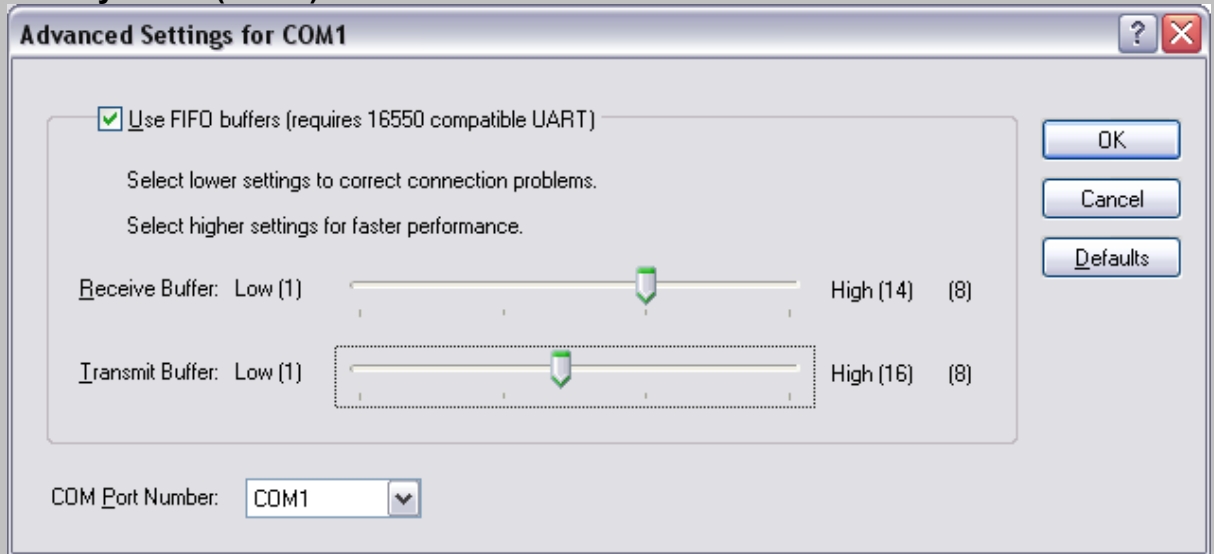 Advanced Settings for COM1
Use FIFO buffers (requires 16550 compatible UART)
OK
Select lower settings to correct connection problems.
Cancel
Select higher settings for faster performance.
Defaults
Receive Buffer: Low (1) High (14) (8)
Transmit Buffer: Low (1) High (16) (8)
COM Port Number: COM1